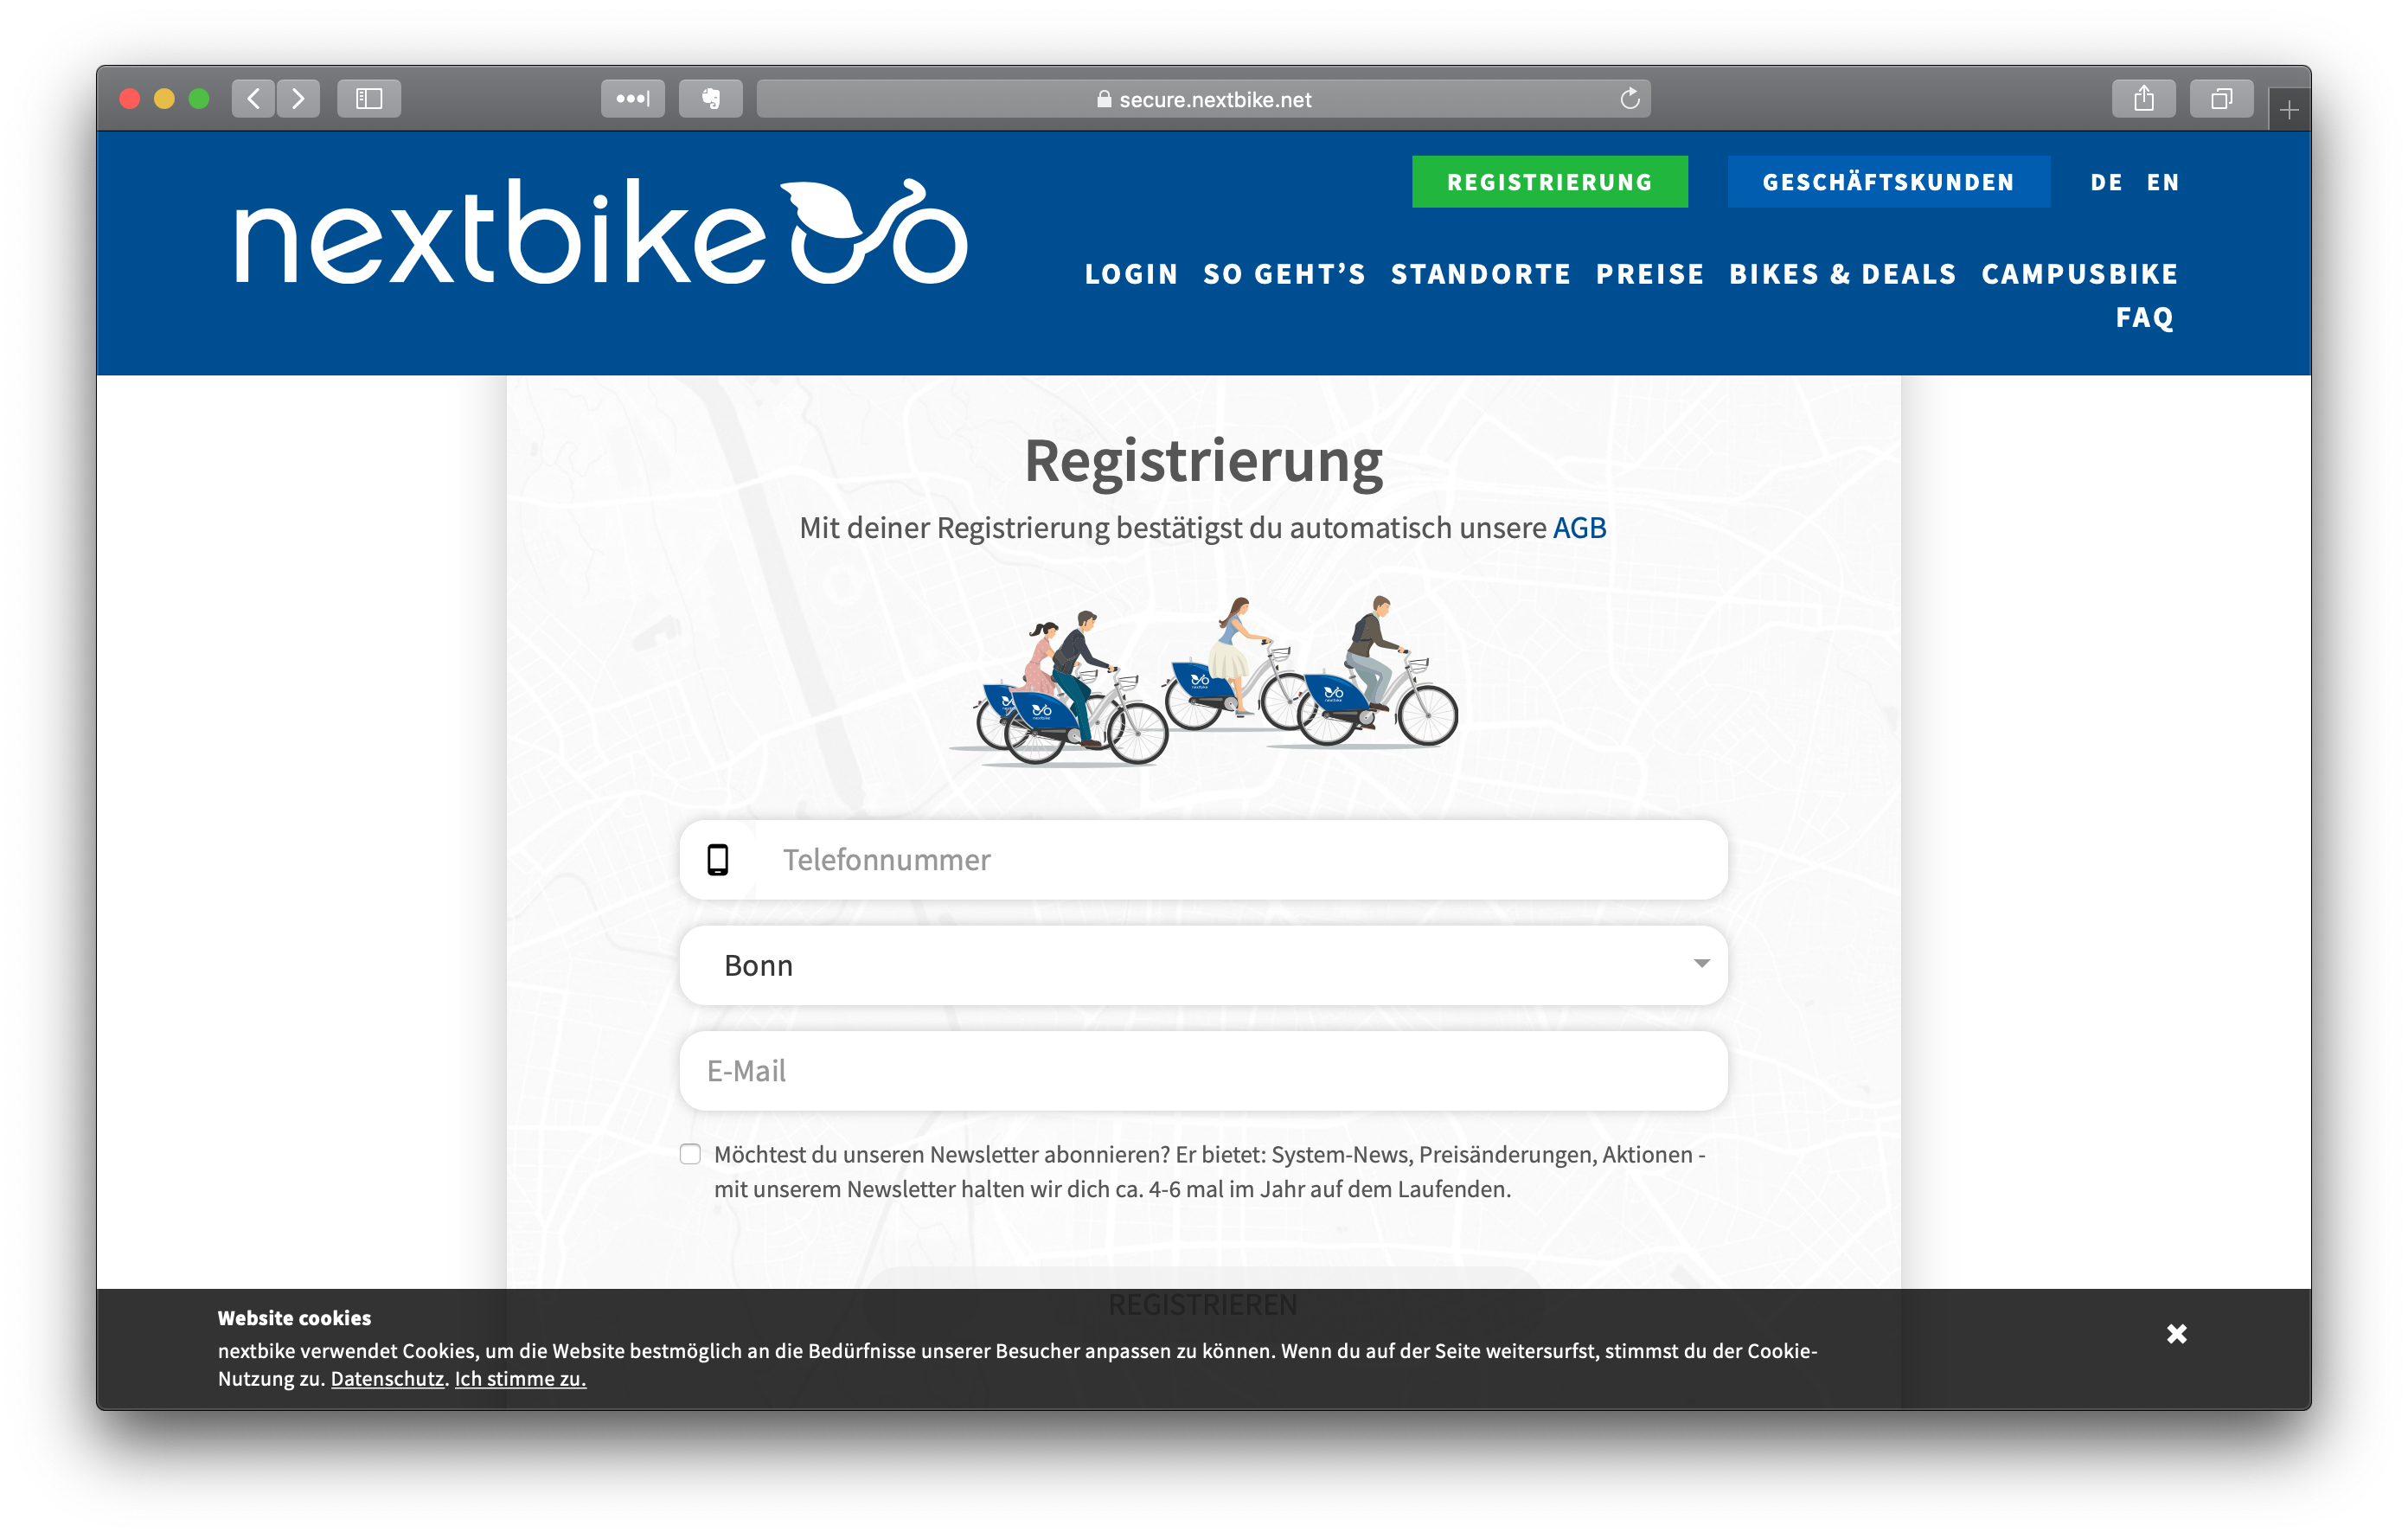 secure.nextbike.net
nextbike
REGISTRIERUNG
GESCHÄFTSKUNDEN
DE EN
LOGIN SO GEHT’S STANDORTE PREISE BIKES & DEALS CAMPUSBIKE
FAQ
Registrierung
Mit deiner Registrierung bestätigst du automatisch unsere AGB
Telefonnummer
Bonn
E-Mail
Möchtest du unseren Newsletter abonnieren? Er bietet: System-News, Preisänderungen, Aktionen -
mit unserem Newsletter halten wir dich ca. 4-6 mal im Jahr auf dem Laufenden.
REGISTRIEREN
Website cookies
nextbike verwendet Cookies, um die Website bestmöglich an die Bedürfnisse unserer Besucher anpassen zu können. Wenn du auf der Seite weitersurfst, stimmst du der Cookie-
Nutzung zu. Datenschutz. Ich stimme zu.